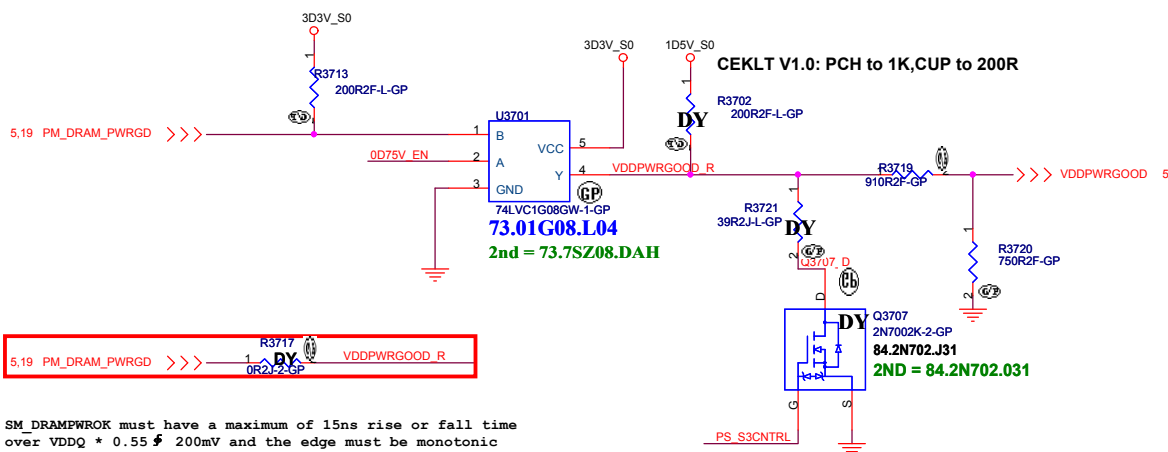 3D3V_S0
3D3V_S0
1D5V_S0
CEKLT V1.0: PCH to 1K,CUP to 200R
1
R3713
200R2F-L-GP
1
R3702
200R2F-L-GP
DY
U3701
5,19 PM_DRAM_PWRGD
1
B
VCC
5
0D75V_EN
2
A
3
GND
Y
4
VDDPWRGOOD_R
GP
74LVC1G08GW-1-GP
73.01G08.L04
2nd = 73.7SZ08.DAH
R3719
910R2F-GP
VDDPWRGOOD 5
1
R3721
39R2J-L-GP
DY
2
Q3707_D
1
R3720
750R2F-GP
2
D
DY
Q3707
2N7002K-2-GP
84.2N702.J31
2ND = 84.2N702.031
G
S
PS_S3CNTRL
R3717
5,19 PM_DRAM_PWRGD
1
DY
VDDPWRGOOD_R
0R2J-2-GP
SM_DRAMPWROK must have a maximum of 15ns rise or fall time
over VDDQ * 0.55 200mV and the edge must be monotonic